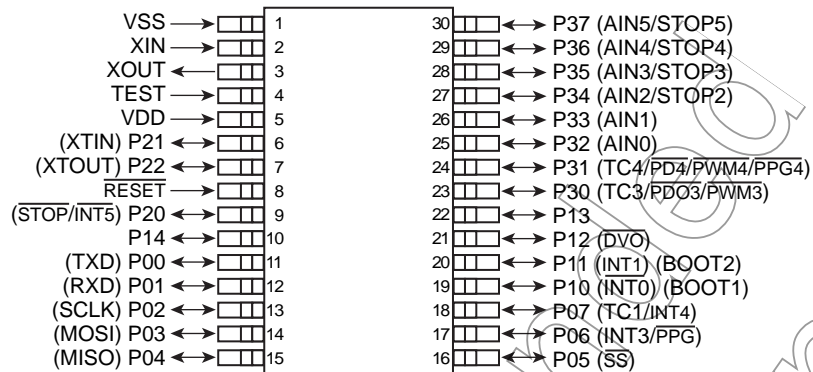 VSS 1 30 P37 (AIN5/STOP5)
XIN 2 29 P36 (AIN4/STOP4)
XOUT 3 28 P35 (AIN3/STOP3)
TEST 4 27 P34 (AIN2/STOP2)
VDD 5 26 P33 (AIN1)
(XTIN) P21 6 25 P32 (AIN0)
(XTOUT) P22 7 24 P31 (TC4/PD4/PWM4/PPG4)
RESET 8 23 P30 (TC3/PDO3/PWM3)
(STOP/INT5) P20 9 22 P13
P14 10 21 P12 (DVO)
(TXD) P00 11 20 P11 (INT1) (BOOT2)
(RXD) P01 12 19 P10 (INT0) (BOOT1)
(SCLK) P02 13 18 P07 (TC1/INT4)
(MOSI) P03 14 17 P06 (INT3/PPG)
(MISO) P04 15 16 P05 (SS)